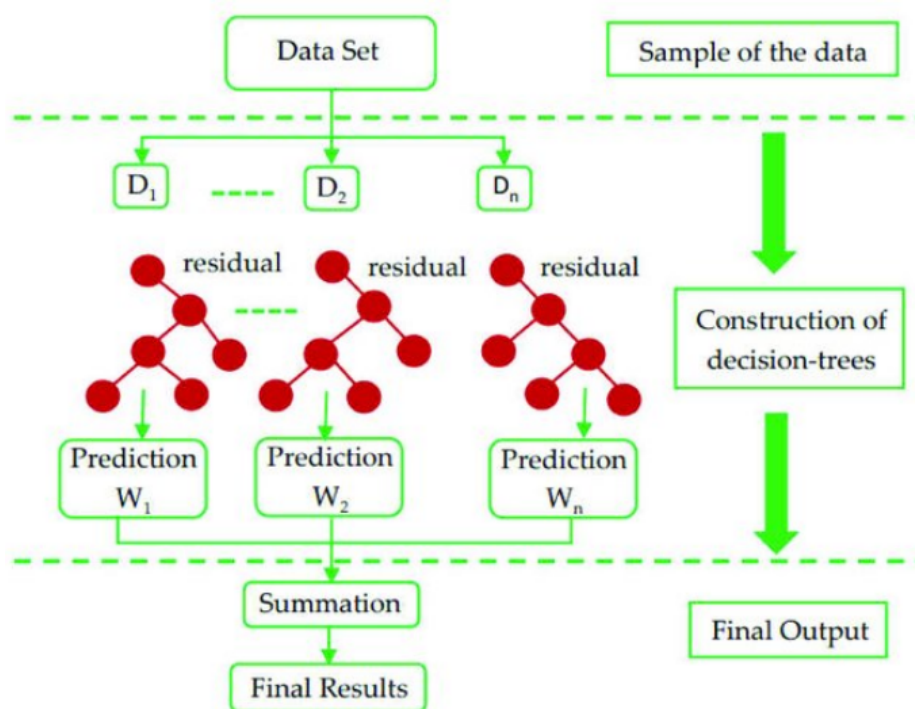 Data Set
Sample of the data
D₁
D₂
Dₙ
residual
residual
residual
Construction of
decision-trees
Prediction
W₁
Prediction
W₂
Prediction
Wₙ
Summation
Final Output
Final Results